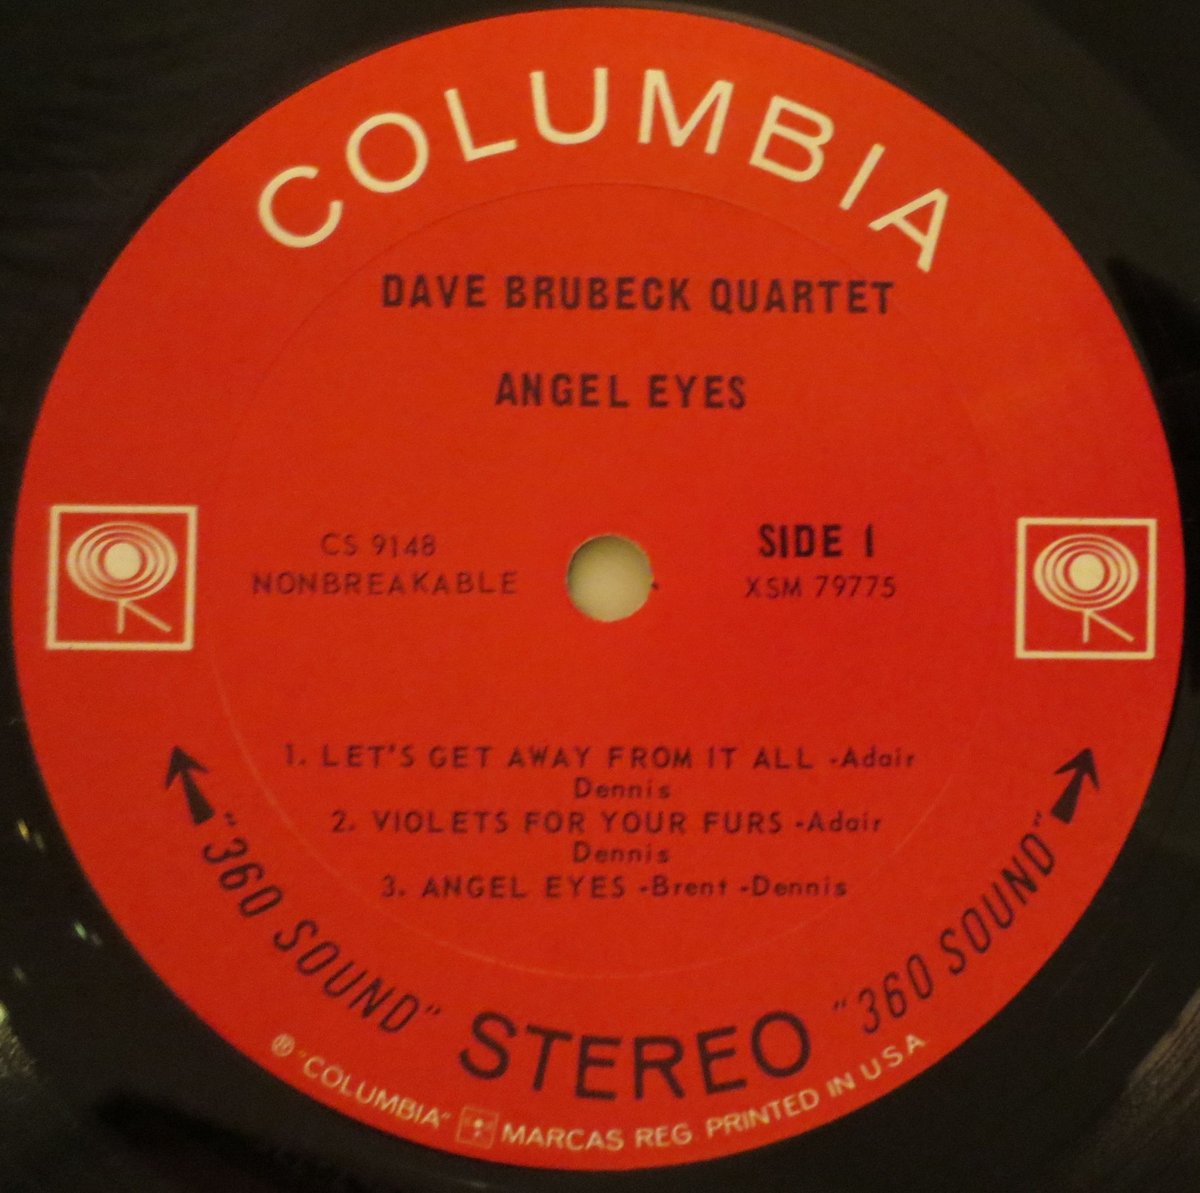 COLUMBIA
DAVE BRUBECK QUARTET
ANGEL EYES
CS 9148
NONBREAKABLE
SIDE 1
XSM 79775
1. LET'S GET AWAY FROM IT ALL -Adair
Dennis
2. VIOLETS FOR YOUR FURS -Adair
Dennis
3. ANGEL EYES -Brent -Dennis
"360 SOUND" STEREO "360 SOUND"
® "COLUMBIA" MARCAS REG. PRINTED IN U.S.A.